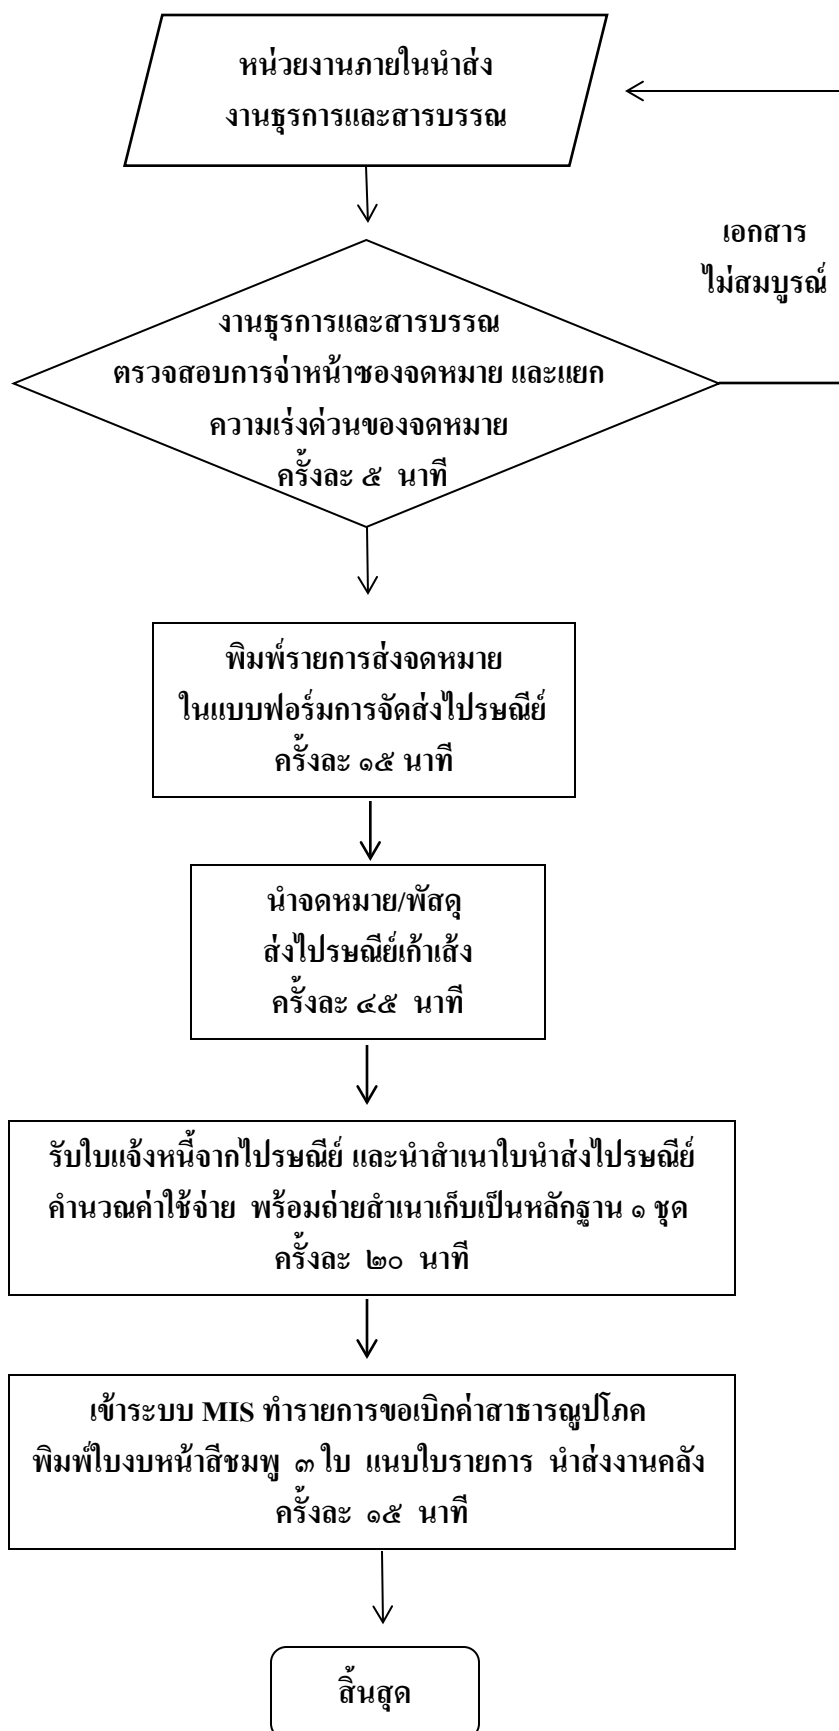 หน่วยงานภายในนำส่ง
งานธุรการและสารบรรณ
เอกสาร
ไม่สมบูรณ์
งานธุรการและสารบรรณ
ตรวจสอบการจ่าหน้าซองจดหมาย และแยก
ความเร่งด่วนของจดหมาย
ครั้งละ ๕ นาที
พิมพ์รายการส่งจดหมาย
ในแบบฟอร์มการจัดส่งไปรษณีย์
ครั้งละ ๑๕ นาที
นำจดหมาย/พัสดุ
ส่งไปรษณีย์เก้าเส้ง
ครั้งละ ๔๕ นาที
รับใบแจ้งหนี้จากไปรษณีย์ และนำสำเนาใบนำส่งไปรษณีย์
คำนวณค่าใช้จ่าย พร้อมถ่ายสำเนาเก็บเป็นหลักฐาน ๑ ชุด
ครั้งละ ๒๐ นาที
เข้าระบบ MIS ทำรายการขอเบิกค่าสาธารณูปโภค
พิมพ์ใบงบหน้าสีชมพู ๓ ใบ แนบใบรายการ นำส่งงานคลัง
ครั้งละ ๑๕ นาที
สิ้นสุด